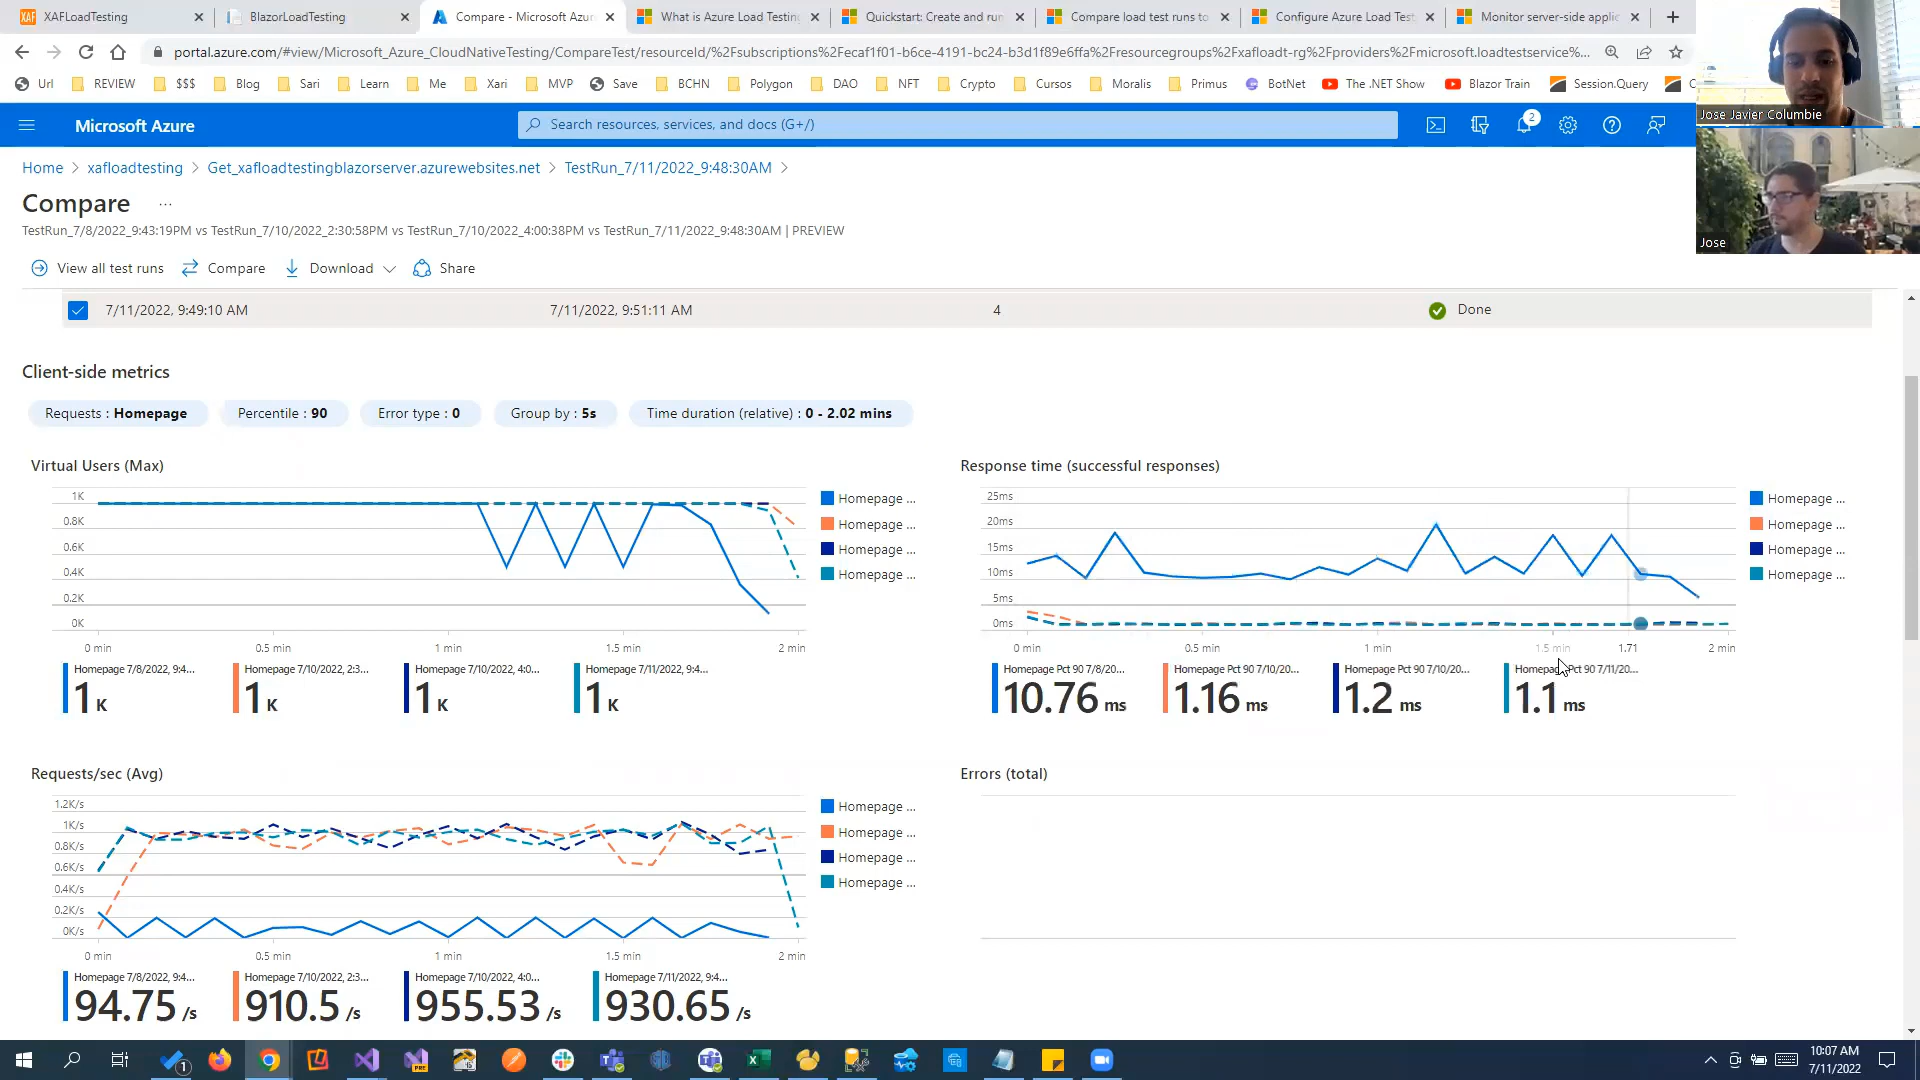 XAFLoadTesting
BlazorLoadTesting
Compare - Microsoft Azur
What is Azure Load Testin
Quickstart: Create and run
Compare load test runs to
Configure Azure Load Test
Monitor server-side applic
portal.azure.com/#view/Microsoft_Azure_CloudNativeTesting/CompareTest/resourceId/%2Fsubscriptions%2Fecaf1f01-b6ce-4191-bc24-b3d1f89e6ffa%2Fresourcegroups%2Fxafloadt-rg%2Fproviders%2Fmicrosoft.loadtestservice%...
Url REVIEW $$$ Blog Sari Learn Me Xari MVP Save BCHN Polygon DAO NFT Crypto Cursos Moralis Primus BotNet The .NET Show Blazor Train Session.Query
Jose Javier Columbie
Microsoft Azure
Search resources, services, and docs (G+/)
2
Home > xafloadtesting > Get_xafloadtestingblazorserver.azurewebsites.net > TestRun_7/11/2022_9:48:30AM >
Compare ...
TestRun_7/8/2022_9:43:19PM vs TestRun_7/10/2022_2:30:58PM vs TestRun_7/10/2022_4:00:38PM vs TestRun_7/11/2022_9:48:30AM | PREVIEW
Jose
View all test runs Compare Download Share
7/11/2022, 9:49:10 AM 7/11/2022, 9:51:11 AM 4 Done
Client-side metrics
Requests : Homepage Percentile : 90 Error type : 0 Group by : 5s Time duration (relative) : 0 - 2.02 mins
Virtual Users (Max)
1K
0.8K
0.6K
0.4K
0.2K
0K
0 min 0.5 min 1 min 1.5 min 2 min
Homepage ...
Homepage ...
Homepage ...
Homepage ...
Homepage 7/8/2022, 9:4... Homepage 7/10/2022, 2:3... Homepage 7/10/2022, 4:0... Homepage 7/11/2022, 9:4...
1 K 1 K 1 K 1 K
Response time (successful responses)
25ms
20ms
15ms
10ms
5ms
0ms
0 min 0.5 min 1 min 1.5 min 1.71 2 min
Homepage ...
Homepage ...
Homepage ...
Homepage ...
Homepage Pct 90 7/8/20... Homepage Pct 90 7/10/20... Homepage Pct 90 7/10/20... Homepage Pct 90 7/11/20...
10.76 ms 1.16 ms 1.2 ms 1.1 ms
Requests/sec (Avg)
1.2K/s
1K/s
0.8K/s
0.6K/s
0.4K/s
0.2K/s
0K/s
0 min 0.5 min 1 min 1.5 min 2 min
Homepage ...
Homepage ...
Homepage ...
Homepage ...
Homepage 7/8/2022, 9:4... Homepage 7/10/2022, 2:3... Homepage 7/10/2022, 4:0... Homepage 7/11/2022, 9:4...
94.75 /s 910.5 /s 955.53 /s 930.65 /s
Errors (total)
1
PRE
10:07 AM
7/11/2022